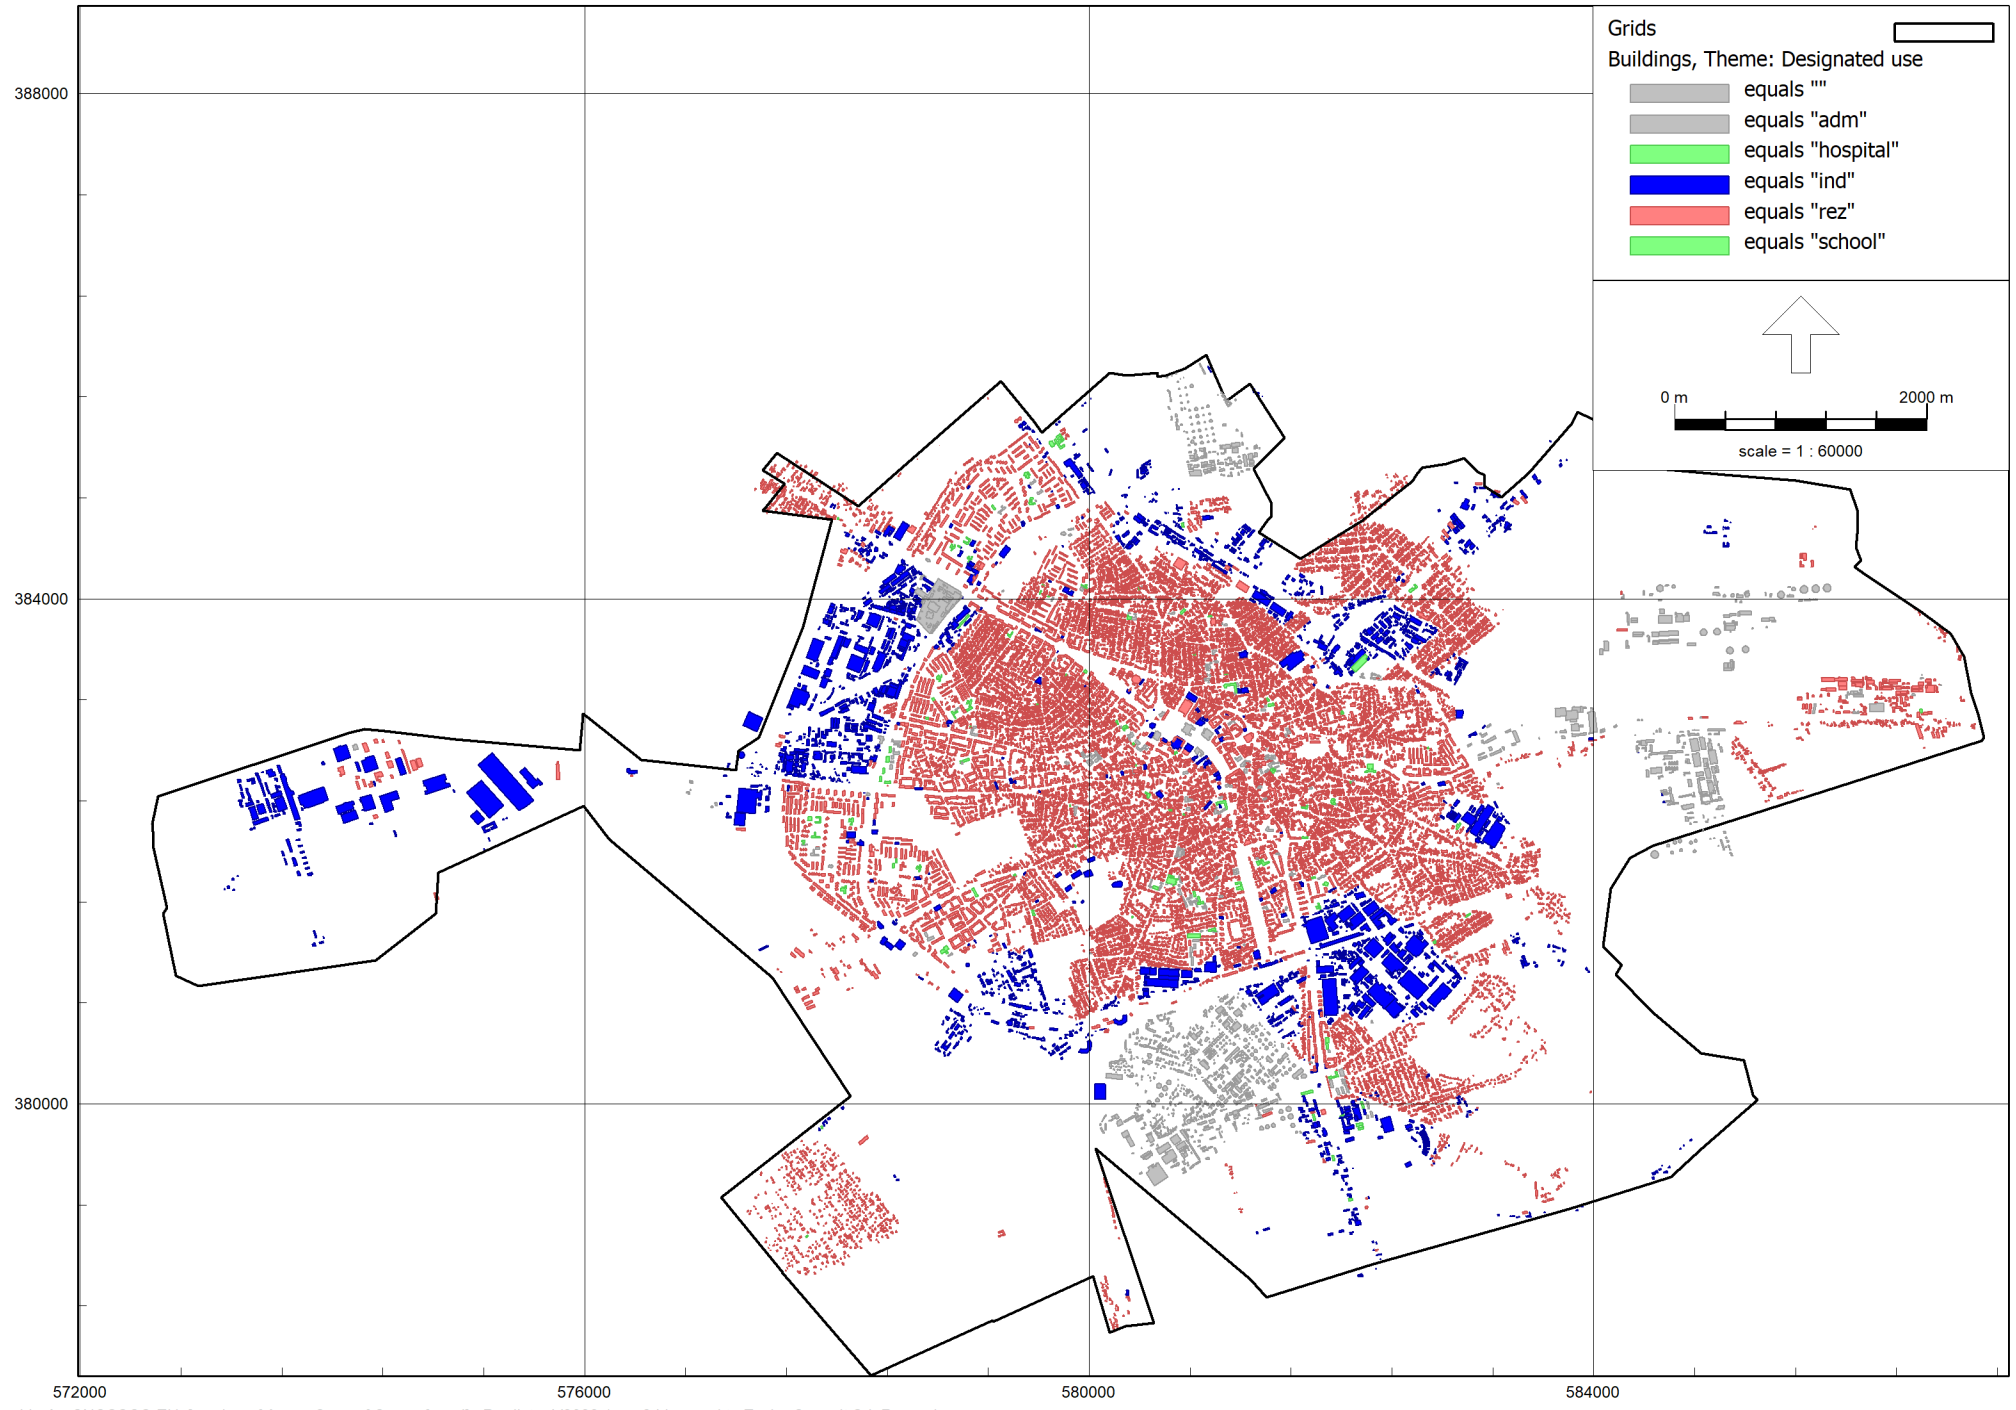 Grids
Buildings, Theme: Designated use
equals ""
equals "adm"
equals "hospital"
equals "ind"
equals "rez"
equals "school"
0 m 2000 m
scale = 1 : 60000
388000
384000
380000
572000 576000 580000 584000